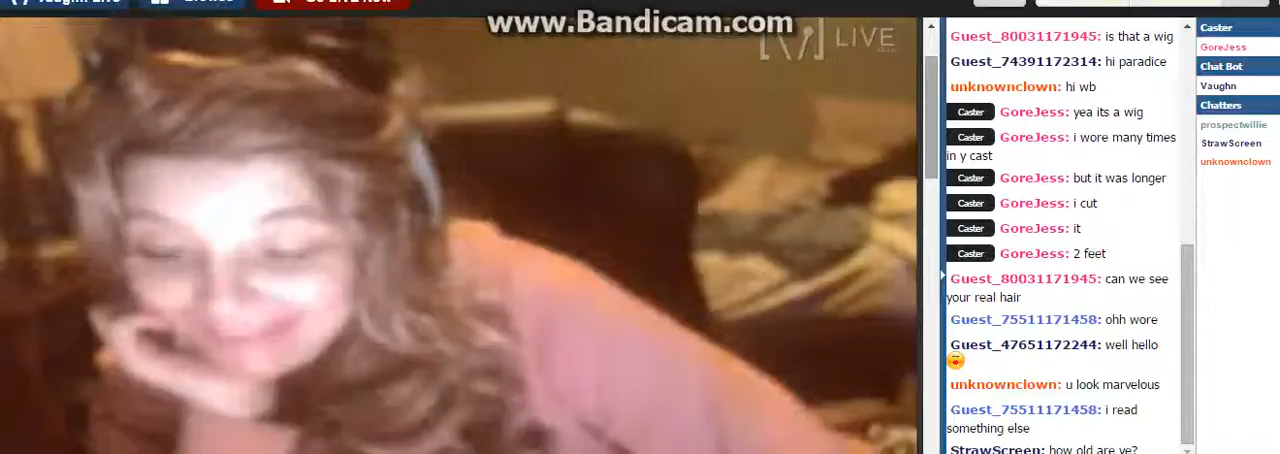 www.Bandicam.com
LIVE
Guest_80031171945: is that a wig
Guest_74391172314: hi paradice
unknownclown: hi wb
Caster GoreJess: yea its a wig
Caster GoreJess: i wore many times
in y cast
Caster GoreJess: but it was longer
Caster GoreJess: i cut
Caster GoreJess: it
Caster GoreJess: 2 feet
Guest_80031171945: can we see
your real hair
Guest_75511171458: ohh wore
Guest_47651172244: well hello
unknownclown: u look marvelous
Guest_75511171458: i read
something else
StrawScreen: how old are ye?
Caster
GoreJess
Chat Bot
Vaughn
Chatters
prospectwillie
StrawScreen
unknownclown